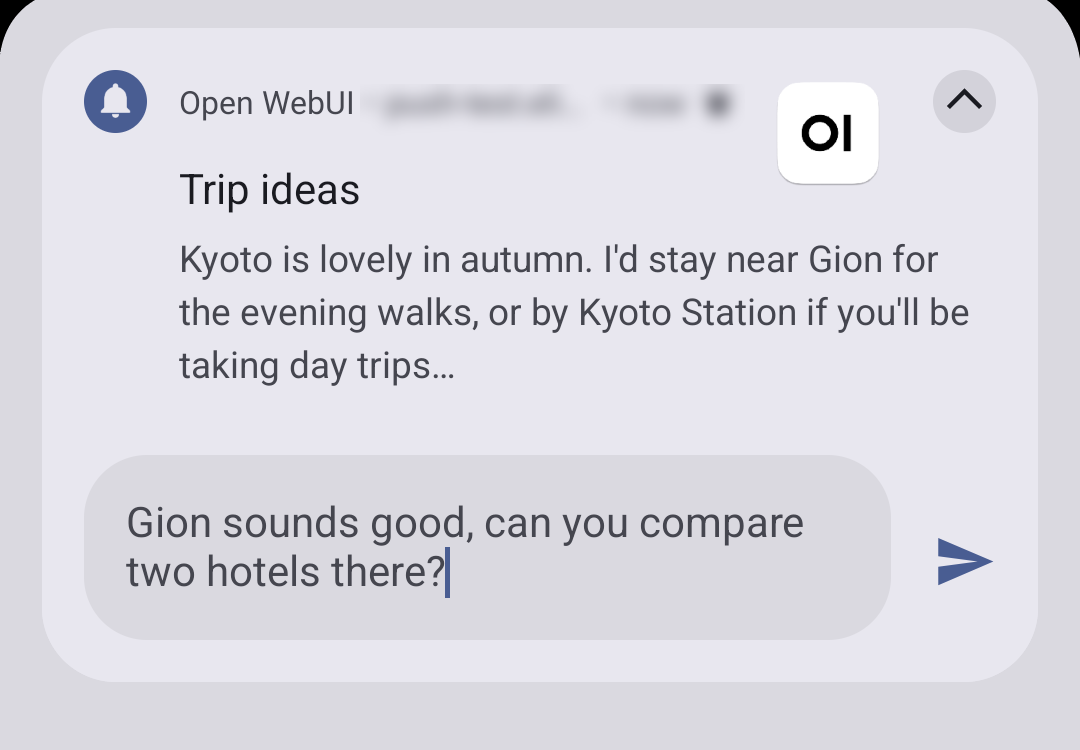 Open WebUI
OI
Trip ideas
Kyoto is lovely in autumn. I'd stay near Gion for
the evening walks, or by Kyoto Station if you'll be
taking day trips…
Gion sounds good, can you compare
two hotels there?